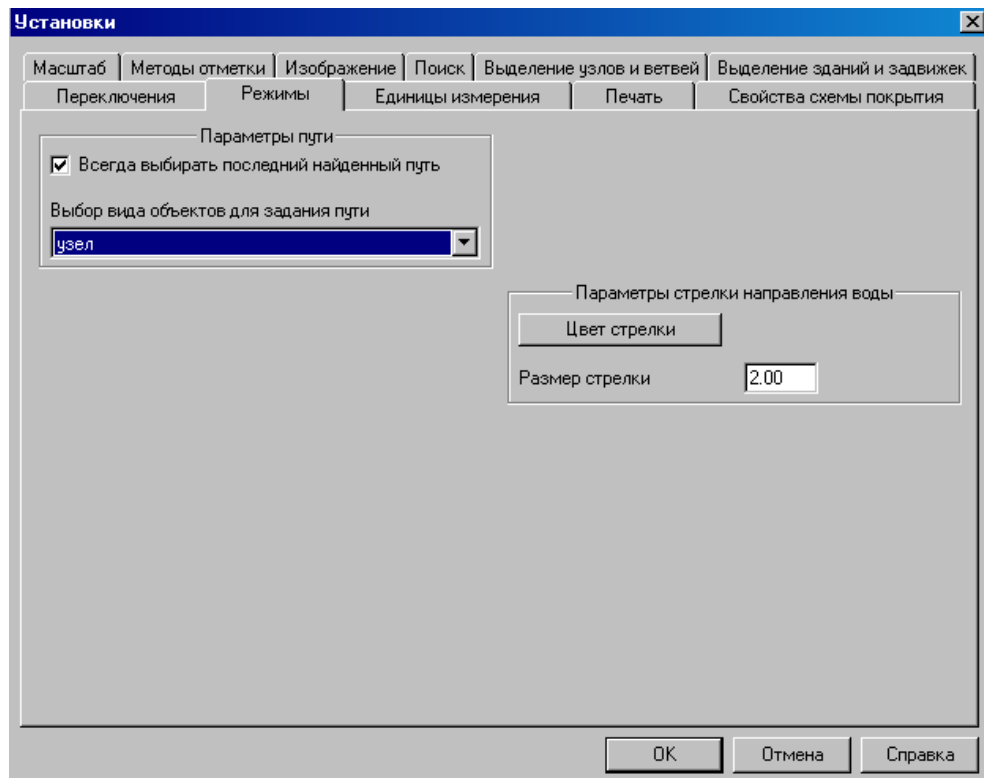 Установки
Масштаб Методы отметки Изображение Поиск Выделение узлов и ветвей Выделение зданий и задвижек
Переключения Режимы Единицы измерения Печать Свойства схемы покрытия
Параметры пути
Всегда выбирать последний найденный путь
Выбор вида объектов для задания пути
узел
Параметры стрелки направления воды
Цвет стрелки
Размер стрелки 2.00
OK Отмена Справка